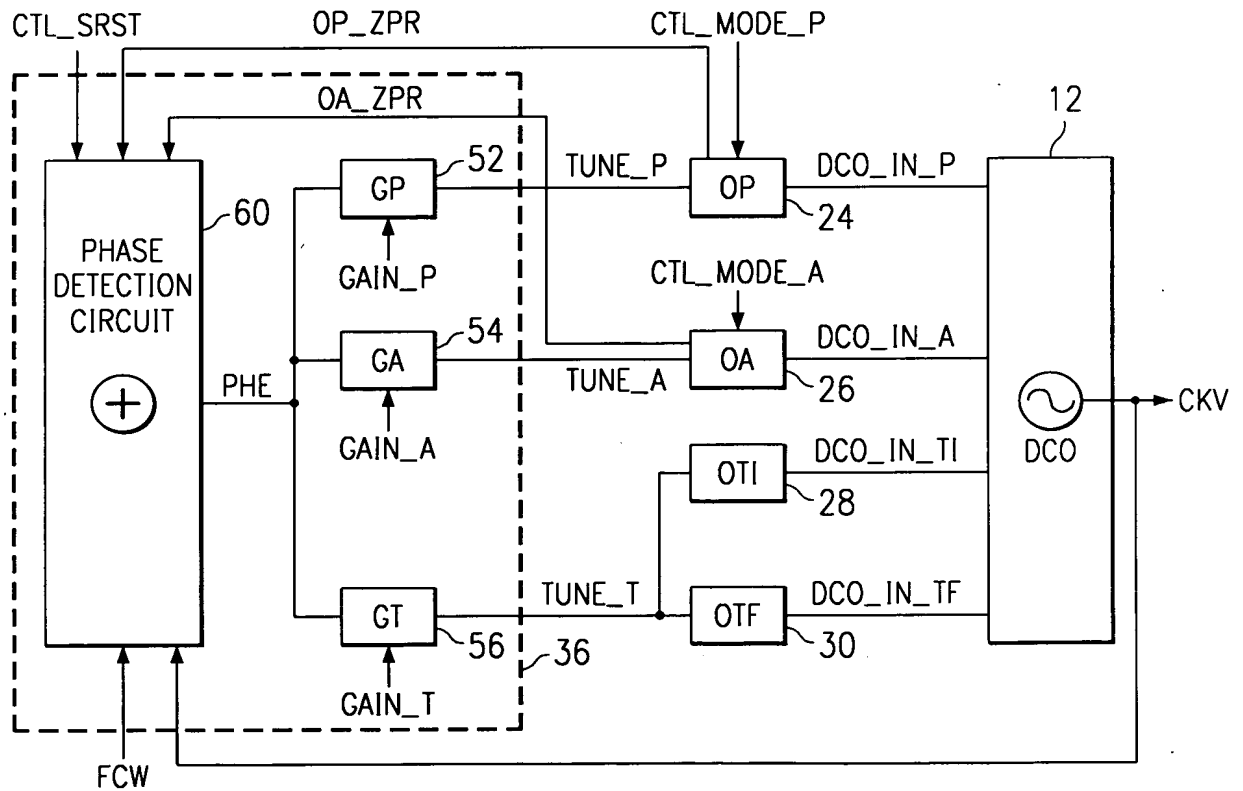 CTL_SRST
OP_ZPR
CTL_MODE_P
OA_ZPR
12
52
GP
TUNE_P
OP
DCO_IN_P
24
60
PHASE
DETECTION
CIRCUIT
GAIN_P
CTL_MODE_A
54
GA
TUNE_A
OA
DCO_IN_A
26
PHE
GAIN_A
CKV
DCO
OTI
DCO_IN_TI
28
GT
TUNE_T
OTF
DCO_IN_TF
56
36
30
GAIN_T
FCW